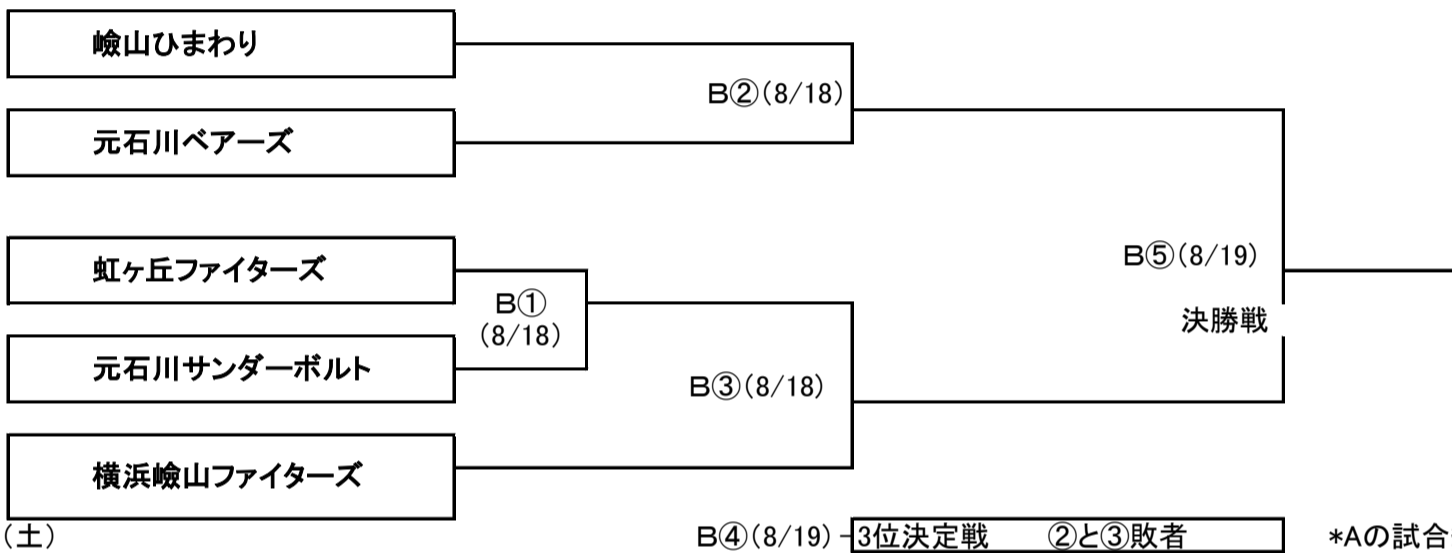 嶮山ひまわり
B②(8/18)
元石川ベアーズ
虹ヶ丘ファイターズ
B⑤(8/19)
B①
(8/18)
決勝戦
元石川サンダーボルト
B③(8/18)
横浜嶮山ファイターズ
(土)
B④(8/19)
3位決定戦 ②と③敗者
*Aの試合